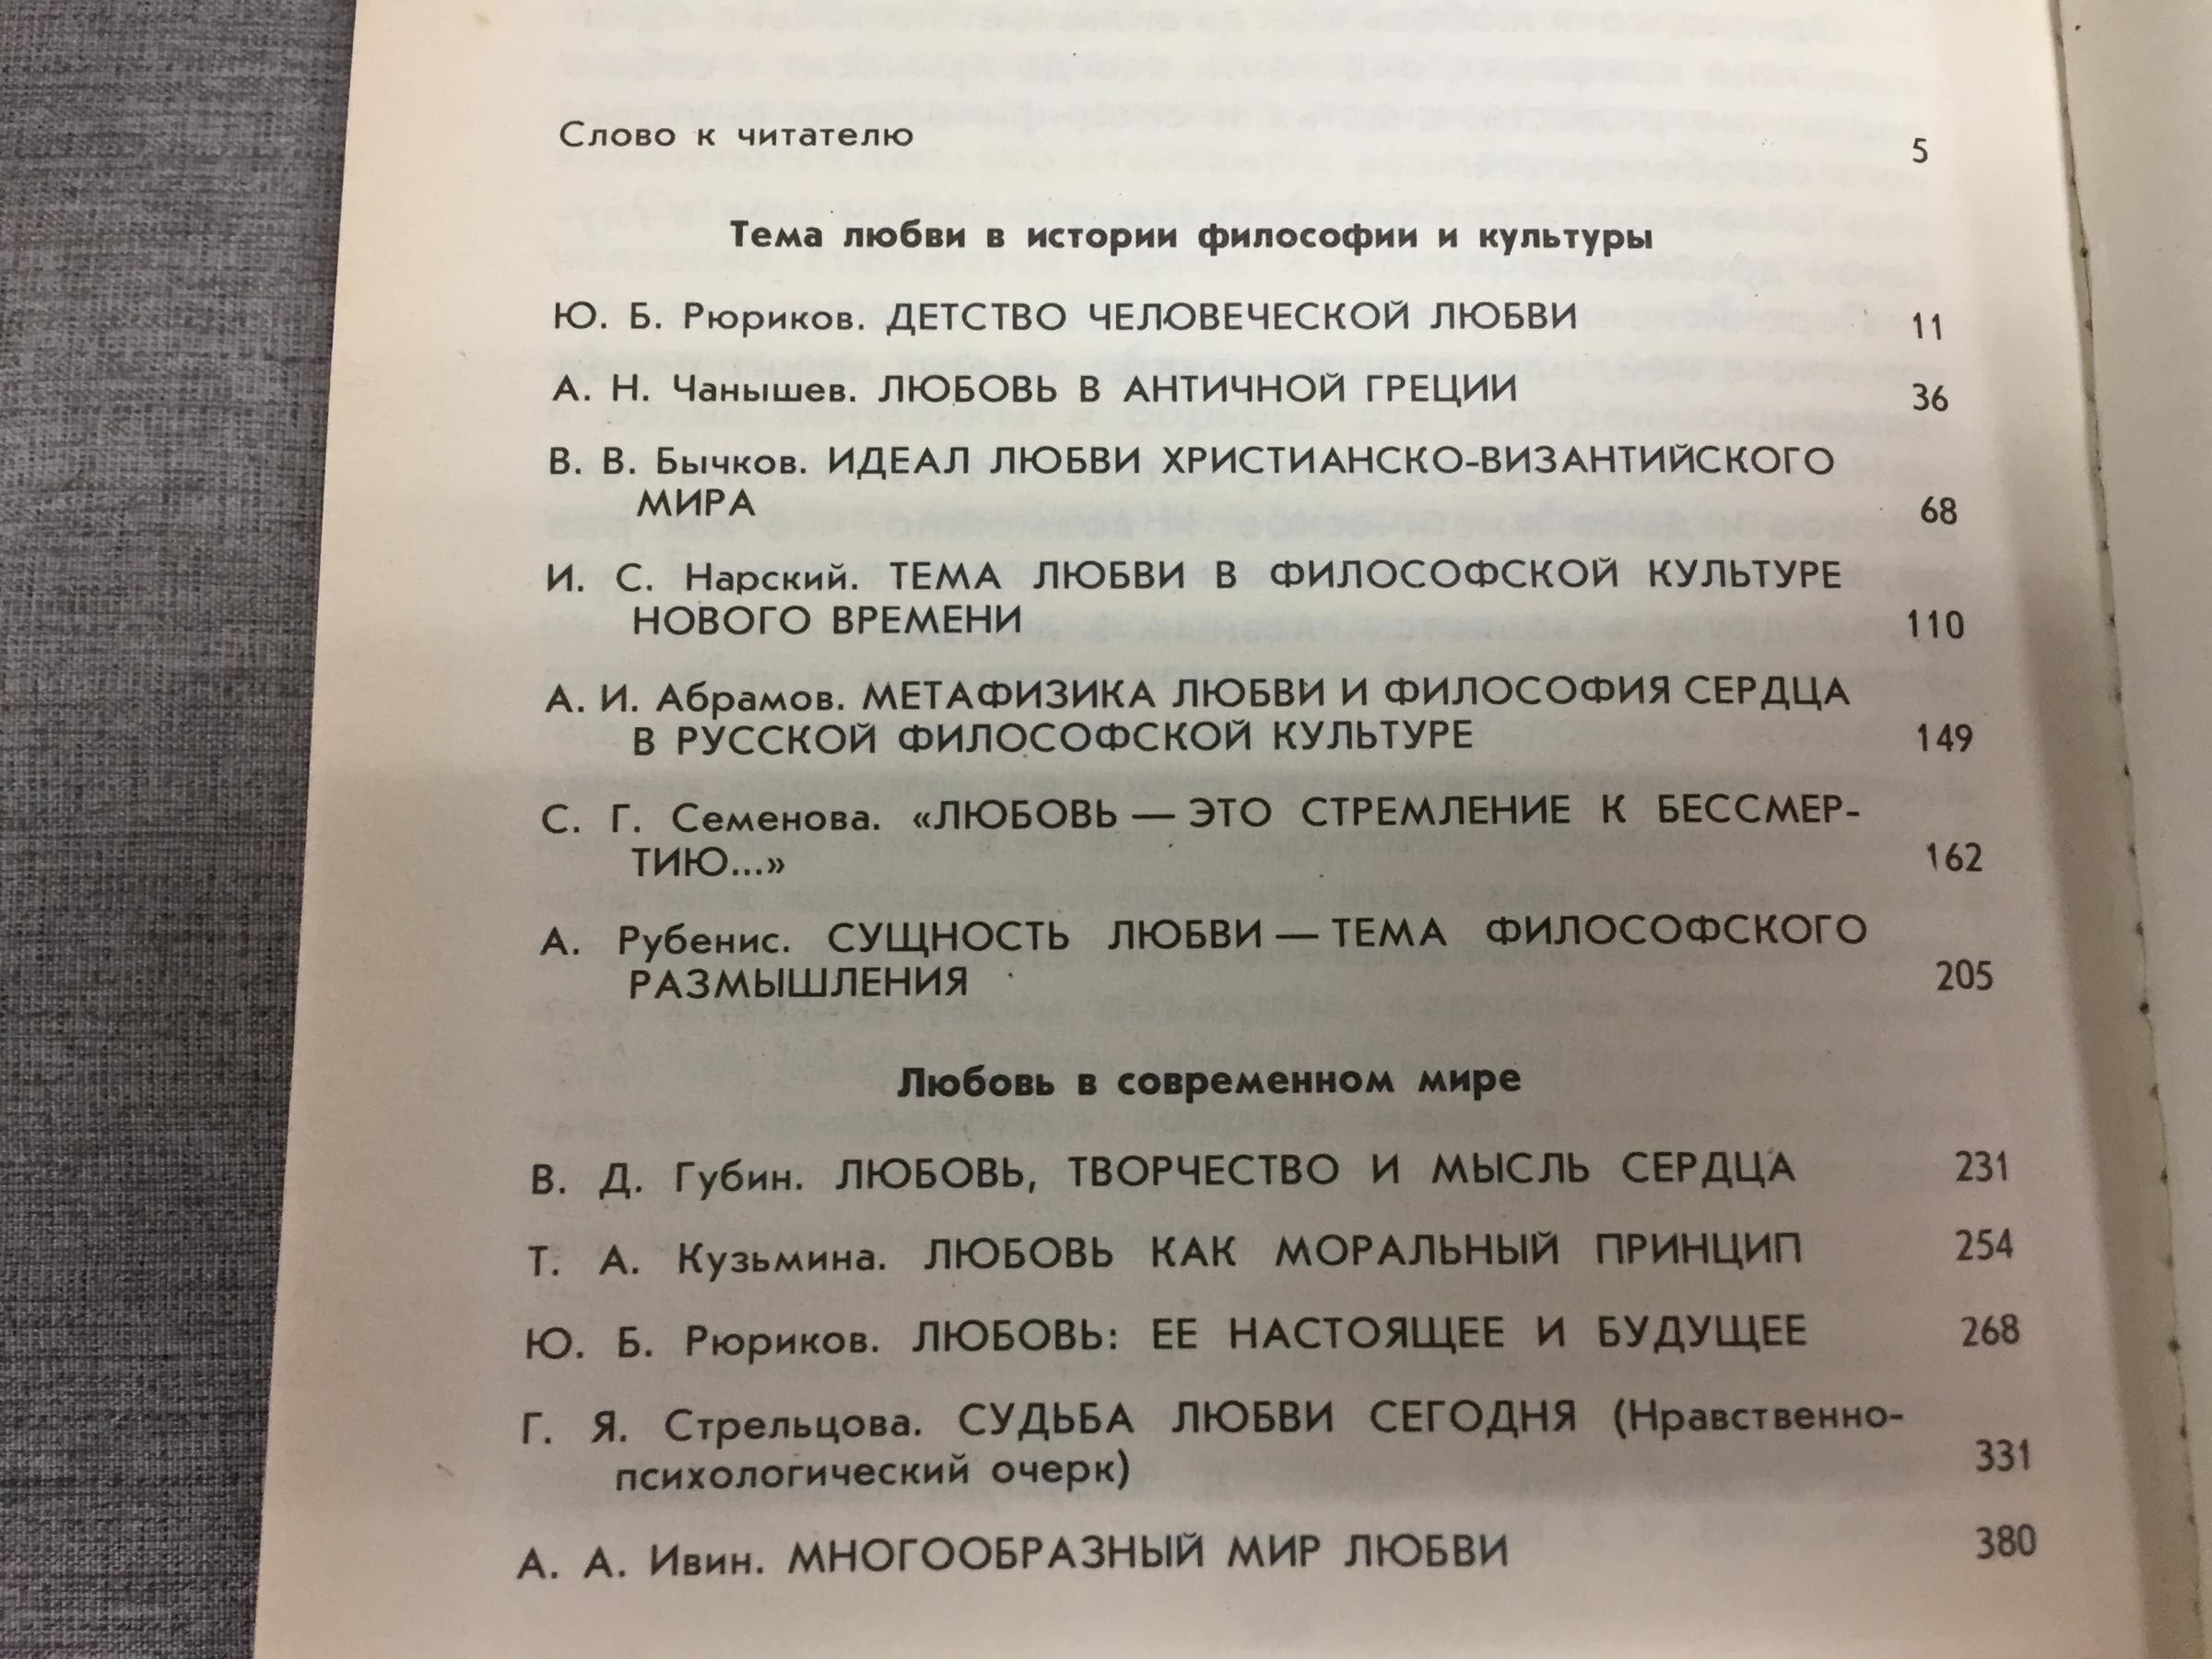 Слово к читателю 5
Тема любви в истории философии и культуры
Ю. Б. Рюриков. ДЕТСТВО ЧЕЛОВЕЧЕСКОЙ ЛЮБВИ 11
А. Н. Чанышев. ЛЮБОВЬ В АНТИЧНОЙ ГРЕЦИИ 36
В. В. Бычков. ИДЕАЛ ЛЮБВИ ХРИСТИАНСКО-ВИЗАНТИЙСКОГО
МИРА 68
И. С. Нарский. ТЕМА ЛЮБВИ В ФИЛОСОФСКОЙ КУЛЬТУРЕ
НОВОГО ВРЕМЕНИ 110
А. И. Абрамов. МЕТАФИЗИКА ЛЮБВИ И ФИЛОСОФИЯ СЕРДЦА
В РУССКОЙ ФИЛОСОФСКОЙ КУЛЬТУРЕ 149
С. Г. Семенова. «ЛЮБОВЬ — ЭТО СТРЕМЛЕНИЕ К БЕССМЕР-
ТИЮ...» 162
А. Рубенис. СУЩНОСТЬ ЛЮБВИ — ТЕМА ФИЛОСОФСКОГО
РАЗМЫШЛЕНИЯ 205
Любовь в современном мире
В. Д. Губин. ЛЮБОВЬ, ТВОРЧЕСТВО И МЫСЛЬ СЕРДЦА 231
Т. А. Кузьмина. ЛЮБОВЬ КАК МОРАЛЬНЫЙ ПРИНЦИП 254
Ю. Б. Рюриков. ЛЮБОВЬ: ЕЕ НАСТОЯЩЕЕ И БУДУЩЕЕ 268
Г. Я. Стрельцова. СУДЬБА ЛЮБВИ СЕГОДНЯ (Нравственно-
психологический очерк) 331
А. А. Ивин. МНОГООБРАЗНЫЙ МИР ЛЮБВИ 380